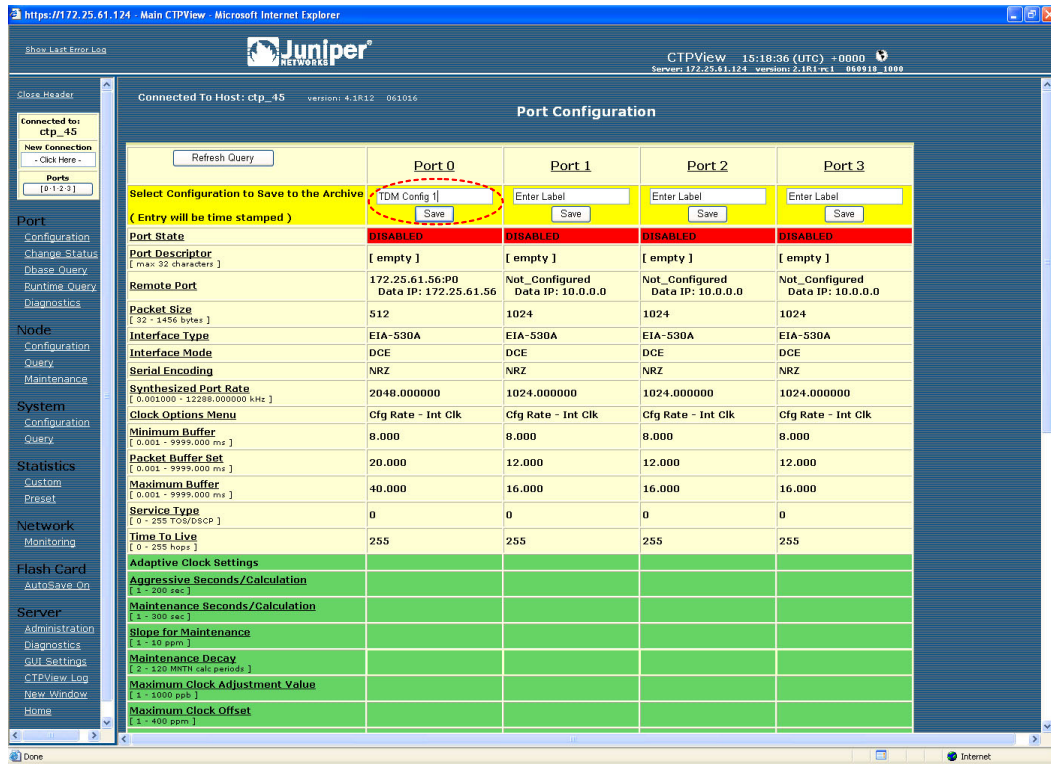 https://172.25.61.124 - Main CTPView - Microsoft Internet Explorer
Show Last Error Log
Juniper®
NETWORKS
CTPView 15:18:36 (UTC) +0000
Server: 172.25.61.124 version: 2.1R1-rc1 060918_1000
Close Header
Connected to:
ctp_45
New Connection
- Click Here -
Ports
[0-1-2-3]
Port
Configuration
Change Status
Dbase Query
Runtime Query
Diagnostics
Node
Configuration
Query
Maintenance
System
Configuration
Query
Statistics
Custom
Preset
Network
Monitoring
Flash Card
AutoSave On
Server
Administration
Diagnostics
GUI Settings
CTPView Log
New Window
Home
Connected To Host: ctp_45 version: 4.1R12 061016
Port Configuration
Refresh Query Port 0 Port 1 Port 2 Port 3
Select Configuration to Save to the Archive TDM Config 1 Enter Label Enter Label Enter Label
( Entry will be time stamped ) Save Save Save Save
Port State DISABLED DISABLED DISABLED DISABLED
Port Descriptor [ empty ] [ empty ] [ empty ] [ empty ]
[ max 32 characters ]
Remote Port 172.25.61.56:P0 Not_Configured Not_Configured Not_Configured
Data IP: 172.25.61.56 Data IP: 10.0.0.0 Data IP: 10.0.0.0 Data IP: 10.0.0.0
Packet Size 512 1024 1024 1024
[ 32 - 1456 bytes ]
Interface Type EIA-530A EIA-530A EIA-530A EIA-530A
Interface Mode DCE DCE DCE DCE
Serial Encoding NRZ NRZ NRZ NRZ
Synthesized Port Rate 2048.000000 1024.000000 1024.000000 1024.000000
[ 0.001000 - 12288.000000 kHz ]
Clock Options Menu Cfg Rate - Int Clk Cfg Rate - Int Clk Cfg Rate - Int Clk Cfg Rate - Int Clk
Minimum Buffer 8.000 8.000 8.000 8.000
[ 0.001 - 9999.000 ms ]
Packet Buffer Set 20.000 12.000 12.000 12.000
[ 0.001 - 9999.000 ms ]
Maximum Buffer 40.000 16.000 16.000 16.000
[ 0.001 - 9999.000 ms ]
Service Type 0 0 0 0
[ 0 - 255 TOS/DSCP ]
Time To Live 255 255 255 255
[ 0 - 255 hops ]
Adaptive Clock Settings
Aggressive Seconds/Calculation
[ 1 - 200 sec ]
Maintenance Seconds/Calculation
[ 1 - 300 sec ]
Slope for Maintenance
[ 1 - 10 ppm ]
Maintenance Decay
[ 2 - 120 MNTN calc periods ]
Maximum Clock Adjustment Value
[ 1 - 1000 ppb ]
Maximum Clock Offset
[ 1 - 400 ppm ]
Done Internet